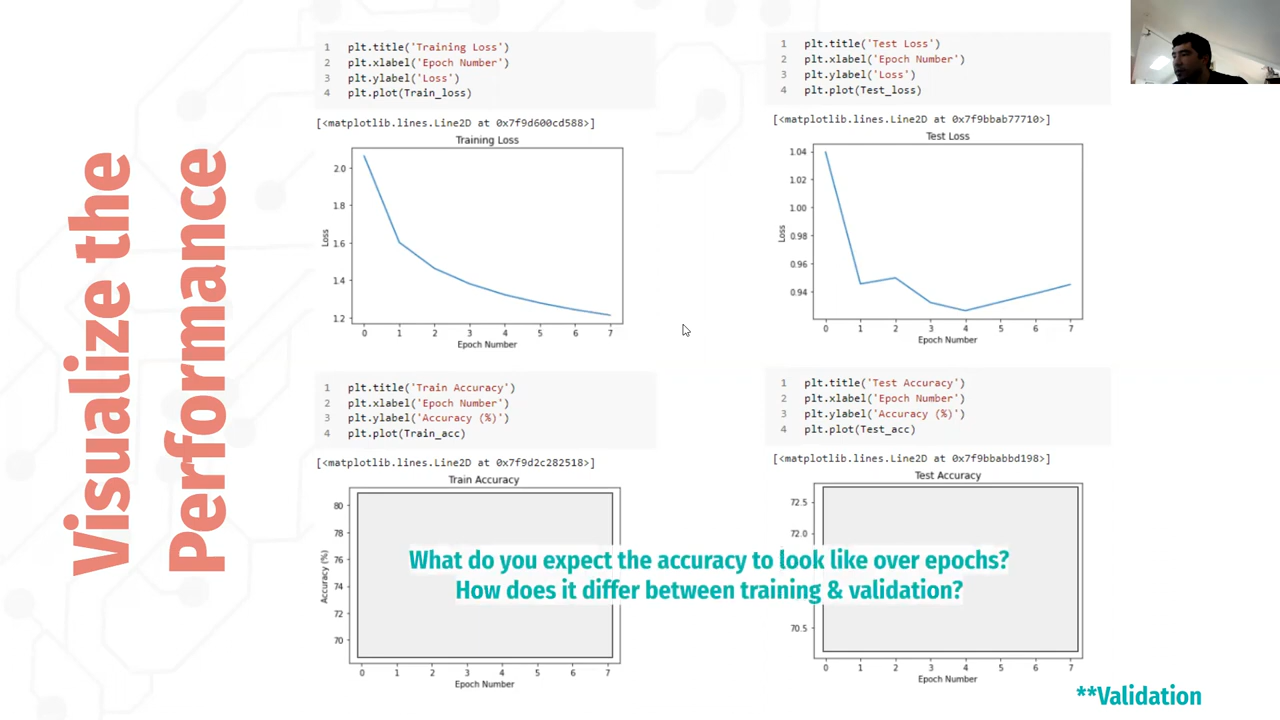 Visualize the
Performance
1 plt.title('Training Loss')
2 plt.xlabel('Epoch Number')
3 plt.ylabel('Loss')
4 plt.plot(Train_loss)
[<matplotlib.lines.Line2D at 0x7f9d600cd588>]
Training Loss
2.0
1.8
1.6
1.4
1.2
Loss
0 1 2 3 4 5 6 7
Epoch Number
1 plt.title('Test Loss')
2 plt.xlabel('Epoch Number')
3 plt.ylabel('Loss')
4 plt.plot(Test_loss)
[<matplotlib.lines.Line2D at 0x7f9bbab77710>]
Test Loss
1.04
1.02
1.00
0.98
0.96
0.94
Loss
0 1 2 3 4 5 6 7
Epoch Number
1 plt.title('Train Accuracy')
2 plt.xlabel('Epoch Number')
3 plt.ylabel('Accuracy (%)')
4 plt.plot(Train_acc)
[<matplotlib.lines.Line2D at 0x7f9d2c282518>]
Train Accuracy
80
78
76
74
72
70
Accuracy (%)
0 1 2 3 4 5 6 7
Epoch Number
1 plt.title('Test Accuracy')
2 plt.xlabel('Epoch Number')
3 plt.ylabel('Accuracy (%)')
4 plt.plot(Test_acc)
[<matplotlib.lines.Line2D at 0x7f9bbabbd198>]
Test Accuracy
72.5
72.0
70.5
0 1 2 3 4 5 6 7
Epoch Number
What do you expect the accuracy to look like over epochs?
How does it differ between training & validation?
**Validation